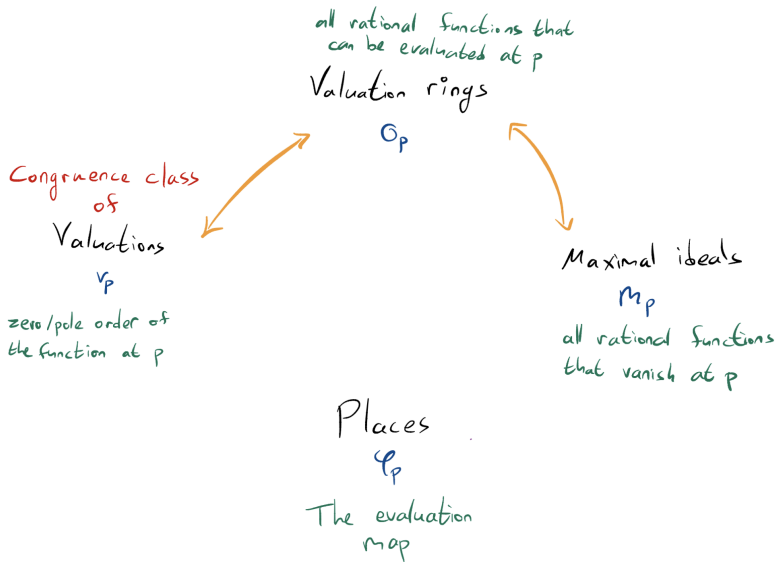 all rational functions that
can be evaluated at p
Valuation rings
O_p
Congruence class
of
Valuations
v_p
zero/pole order of
the function at p
Maximal ideals
m_p
all rational functions
that vanish at p
Places
φ_p
The evaluation
map